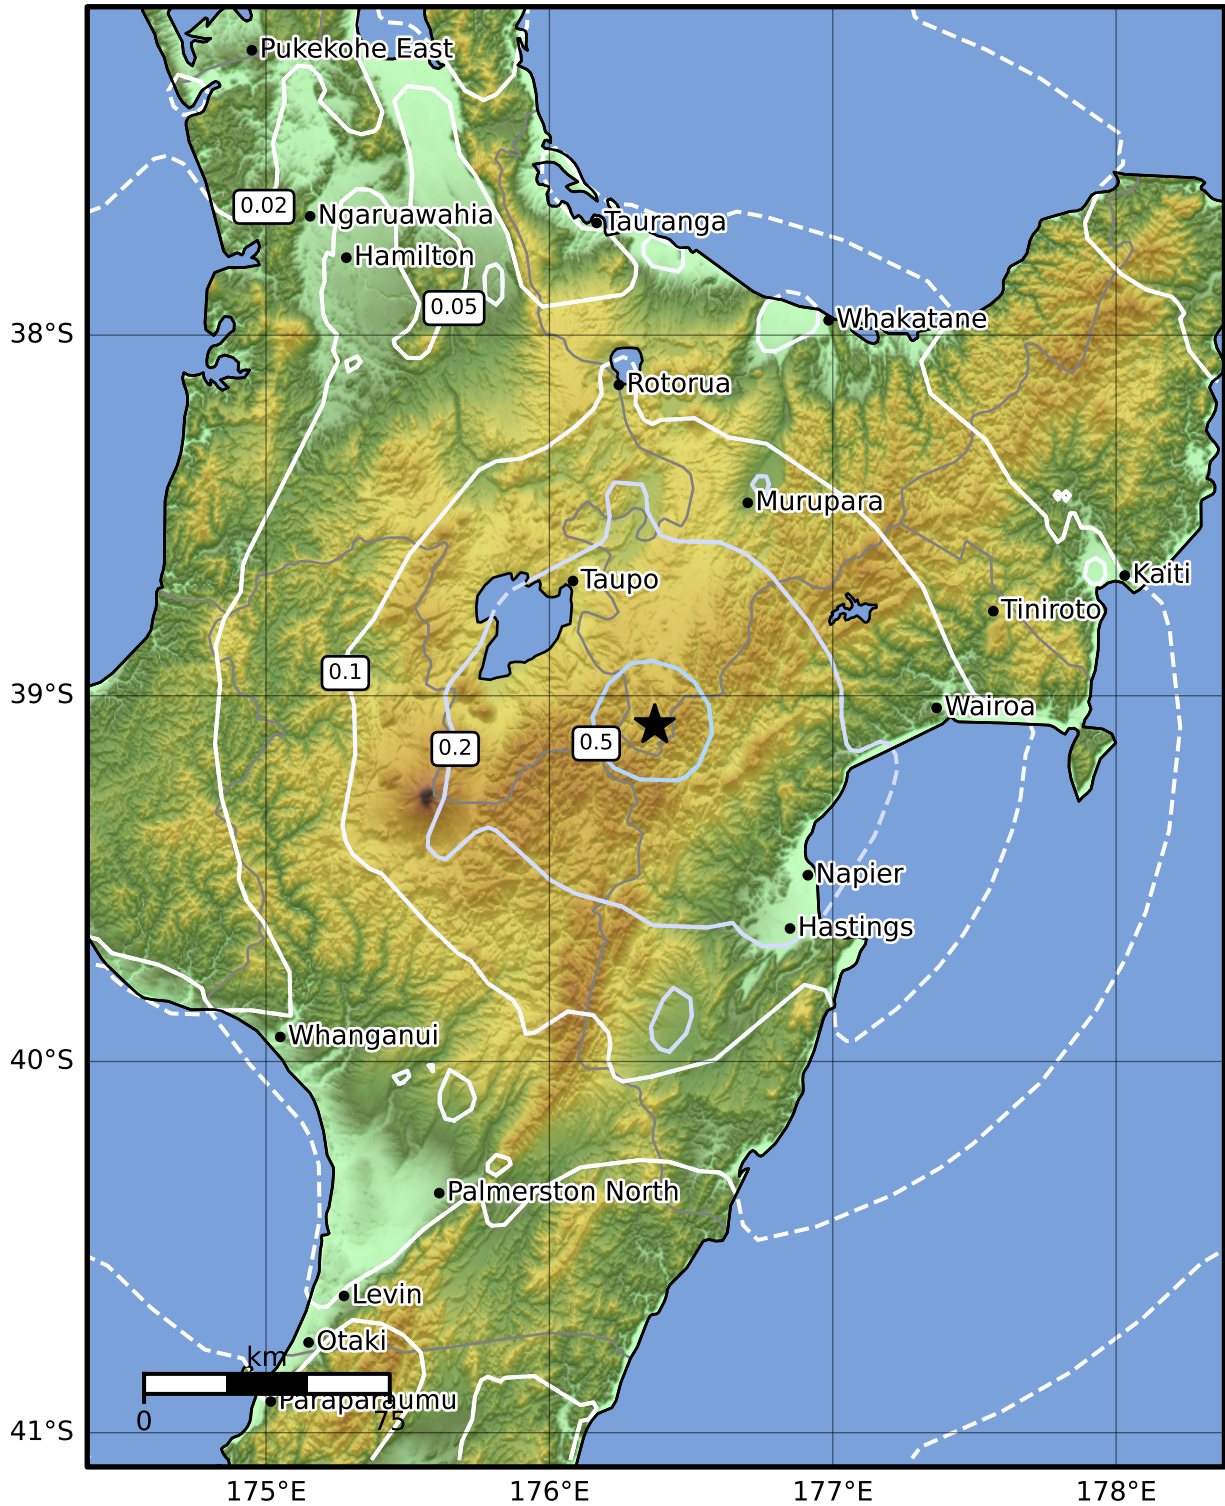 Pukekohe East
0.02
Ngaruawahia
Tauranga
Hamilton
0.05
Whakatane
38°S
Rotorua
Murupara
Taupo
Kaiti
Tiniroto
0.1
39°S
Wairoa
0.2
0.5
Napier
Hastings
Whanganui
40°S
Palmerston North
Levin
Otaki
km
Paraparaumu
0
75
41°S
175°E
176°E
177°E
178°E